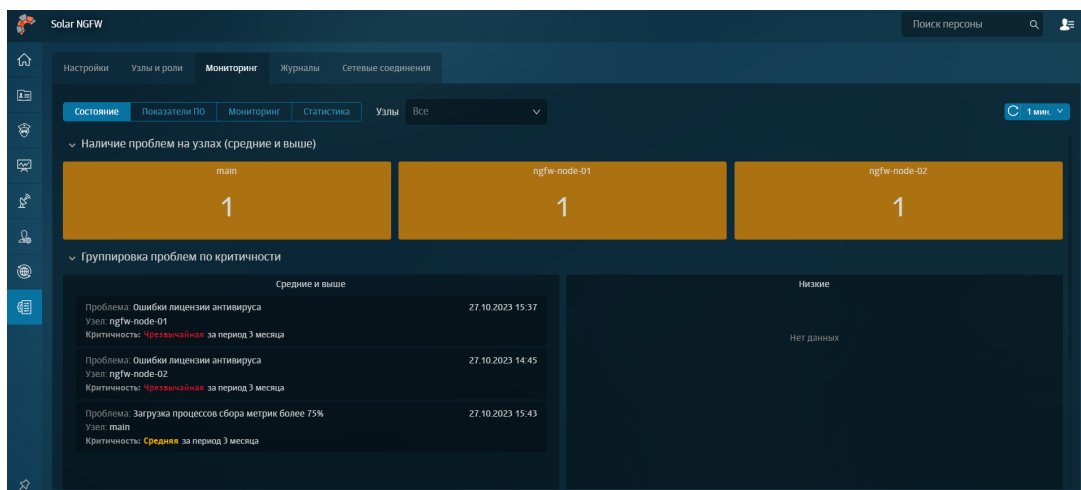 Solar NGFW
Поиск персоны
Настройки Узлы и роли Мониторинг Журналы Сетевые соединения
Состояние Показатели ПО Мониторинг Статистика Узлы Все 1 мин.
Наличие проблем на узлах (средние и выше)
main ngfw-node-01 ngfw-node-02
1 1 1
Группировка проблем по критичности
Средние и выше
Проблема: Ошибки лицензии антивируса 27.10.2023 15:37
Узел: ngfw-node-01
Критичность: Чрезвычайная за период 3 месяца
Проблема: Ошибки лицензии антивируса 27.10.2023 14:45
Узел: ngfw-node-02
Критичность: Чрезвычайная за период 3 месяца
Проблема: Загрузка процессов сбора метрик более 75% 27.10.2023 15:43
Узел: main
Критичность: Средняя за период 3 месяца
Низкие
Нет данных